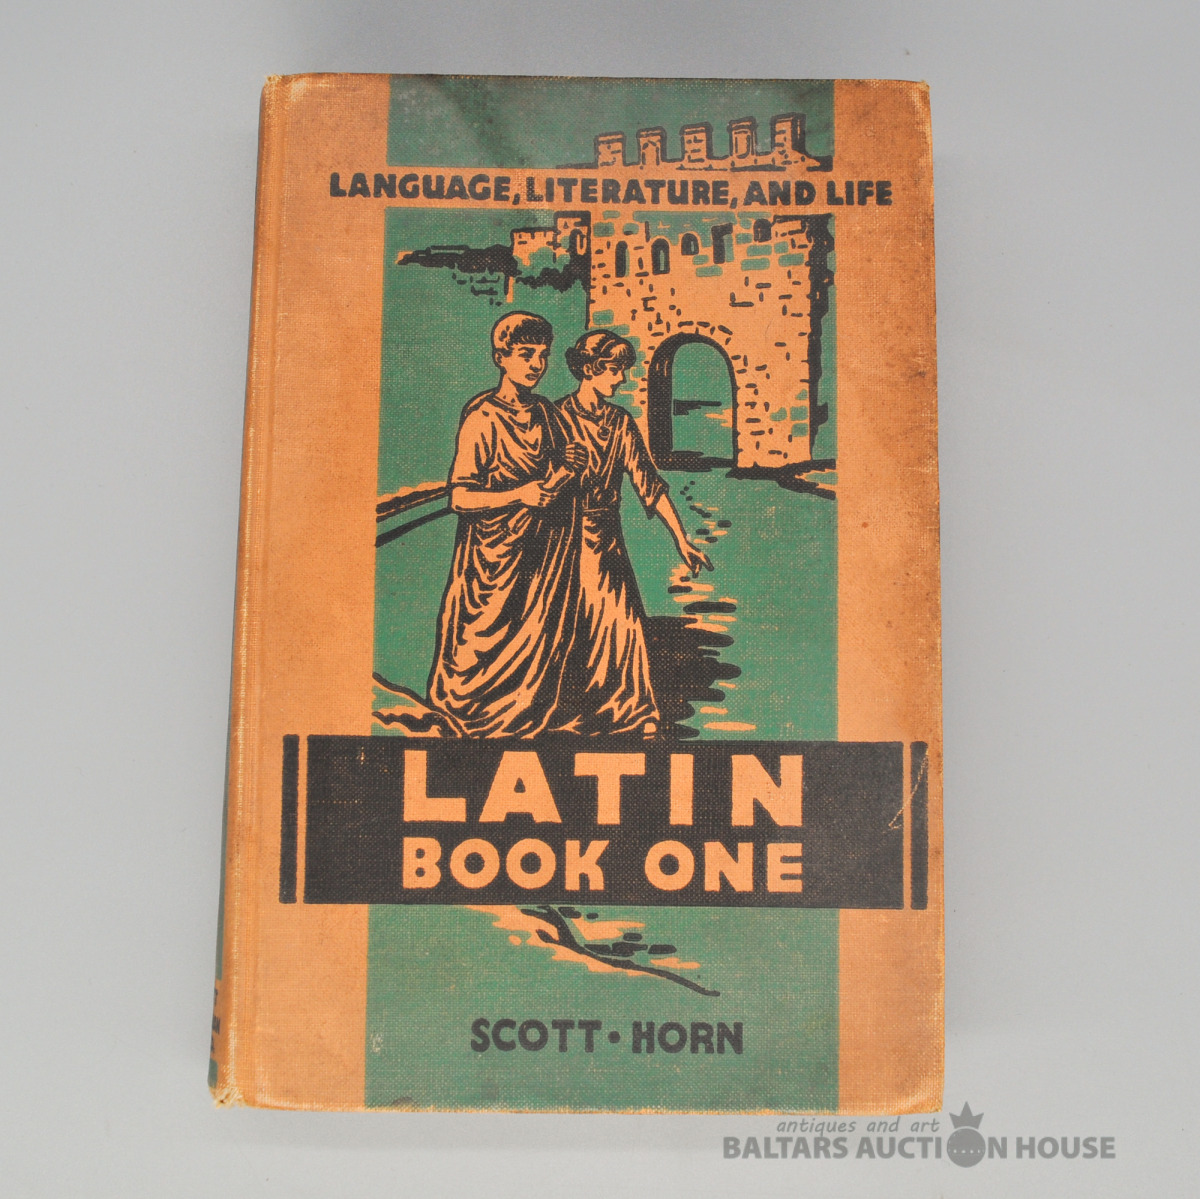 LANGUAGE, LITERATURE, AND LIFE
LATIN
BOOK ONE
SCOTT • HORN
antiques and art
BALTARS AUCTION HOUSE